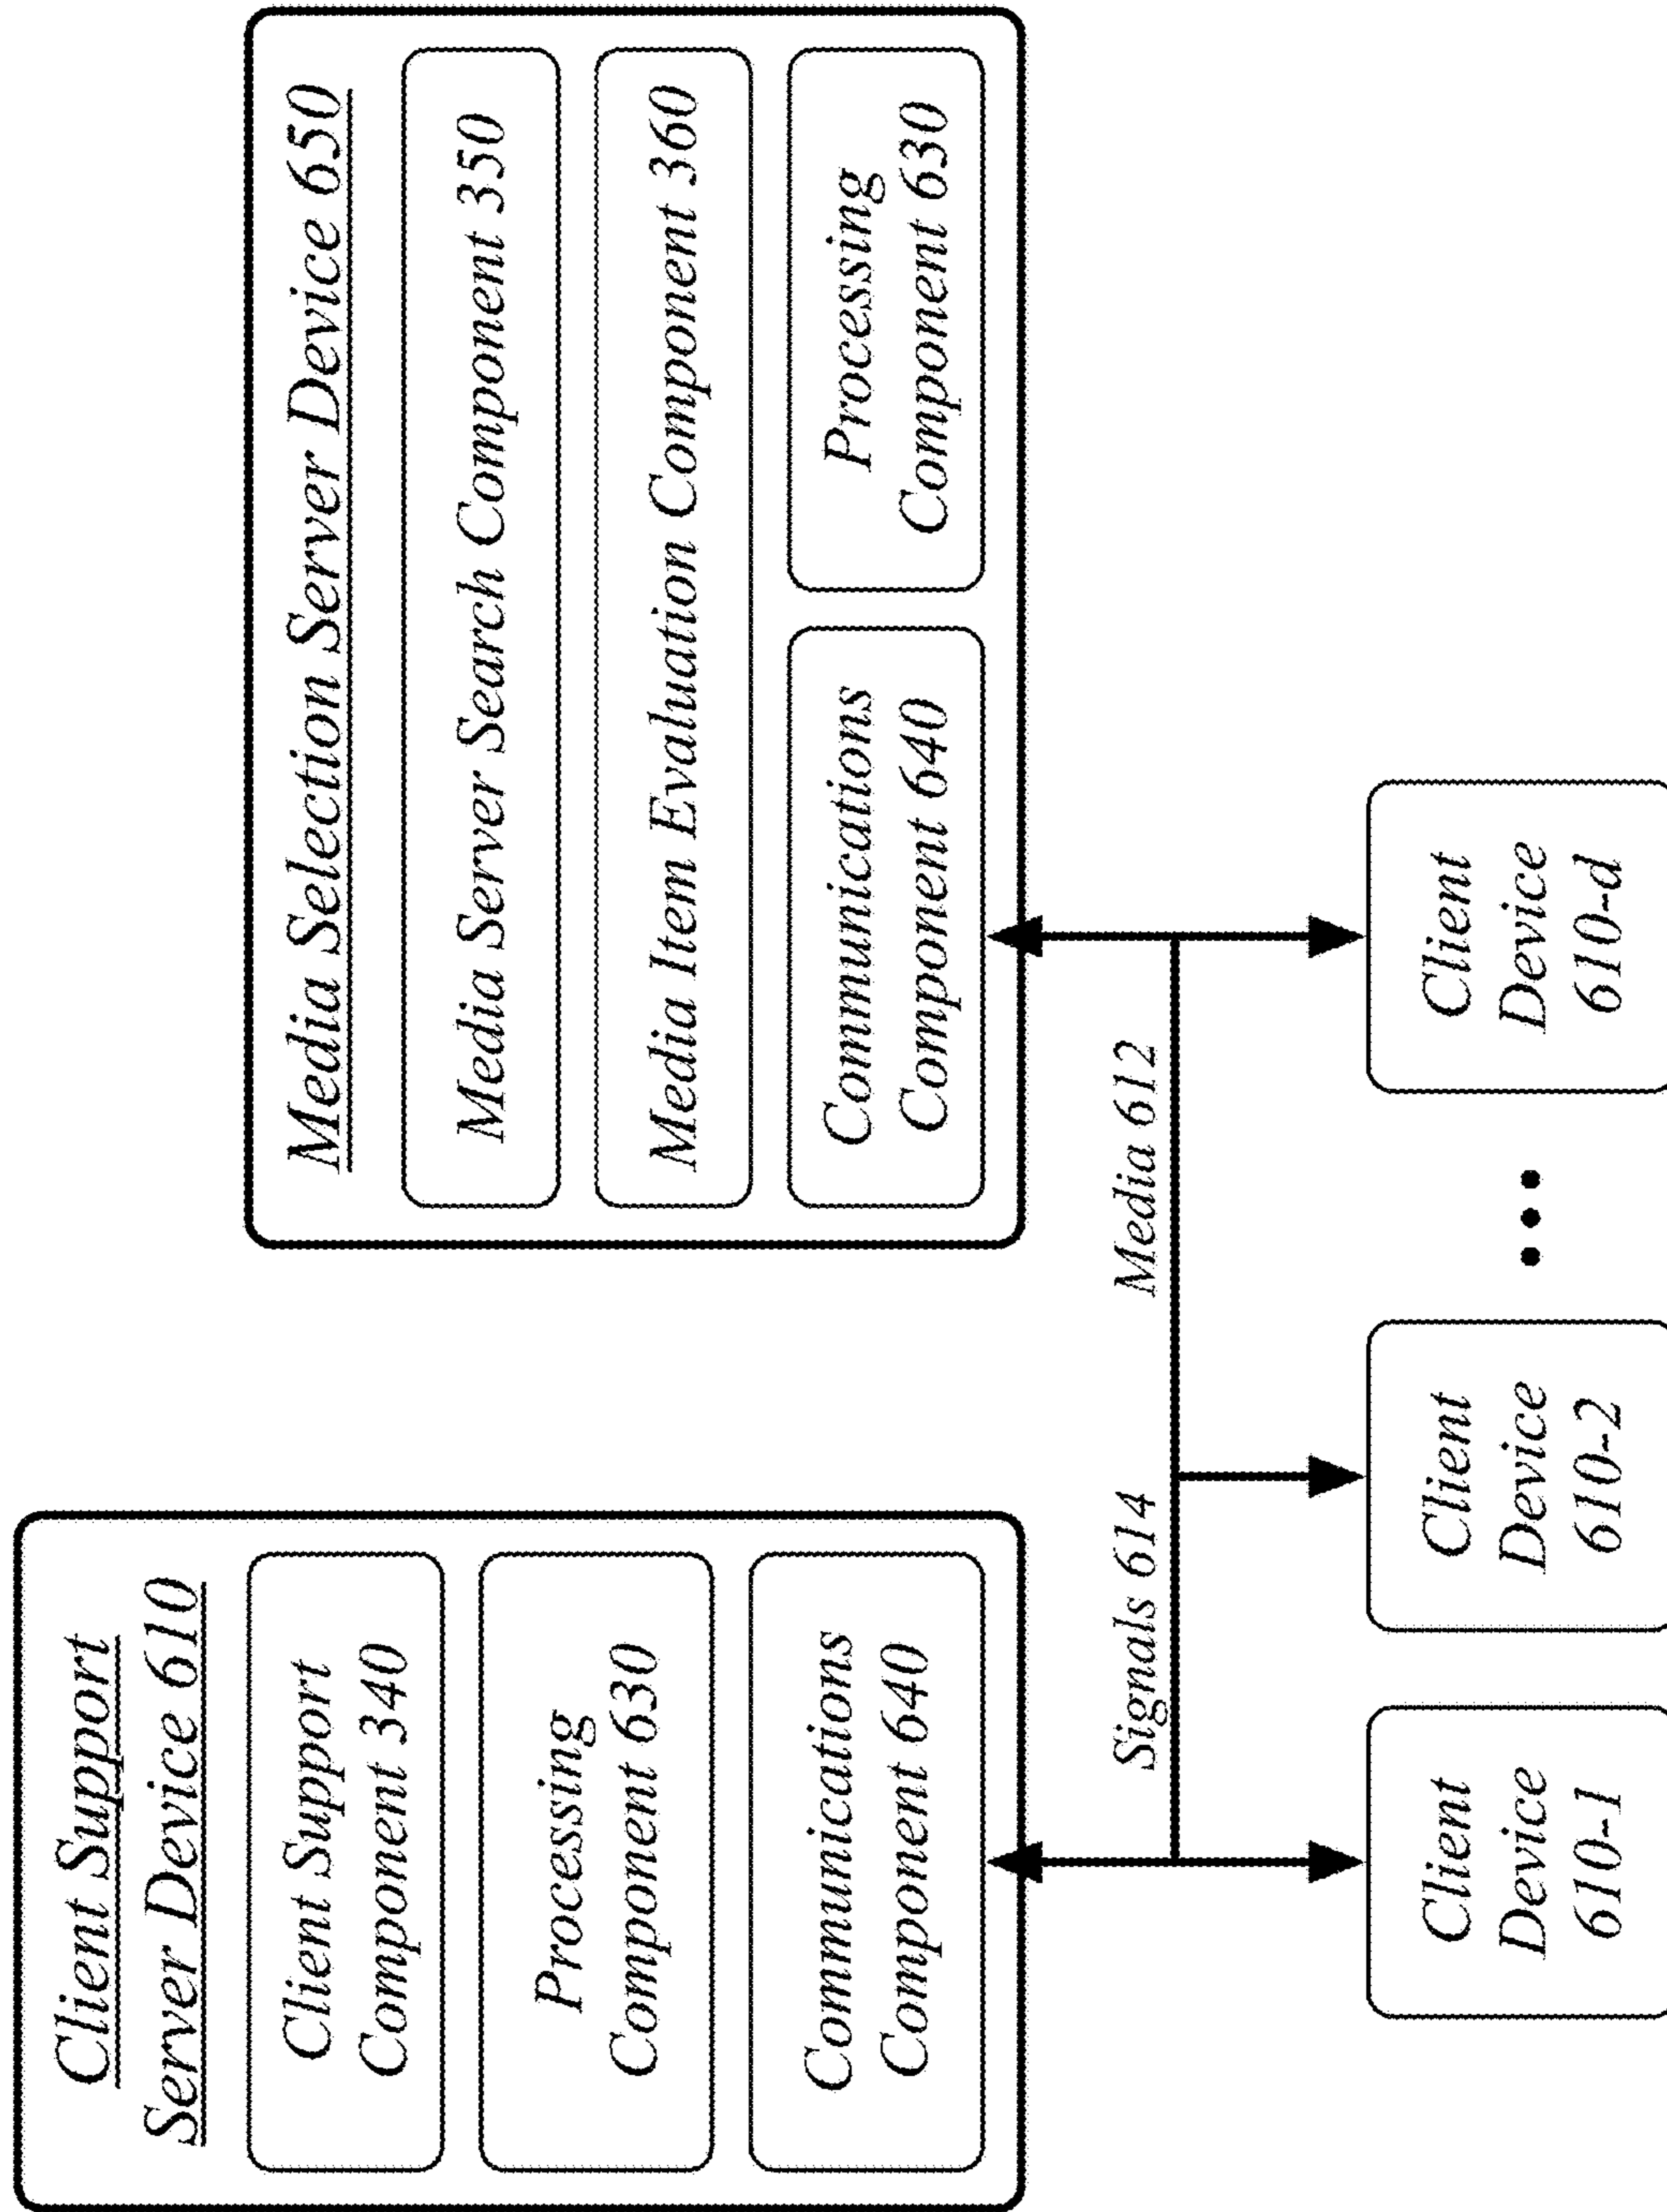 Client Support
Server Device 610
Client Support
Component 340
Processing
Component 630
Communications
Component 640
Media Selection Server Device 650
Media Server Search Component 350
Media Item Evaluation Component 360
Communications
Component 640
Processing
Component 630
Signals 614
Media 612
Client
Device
610-1
Client
Device
610-2
Client
Device
610-d